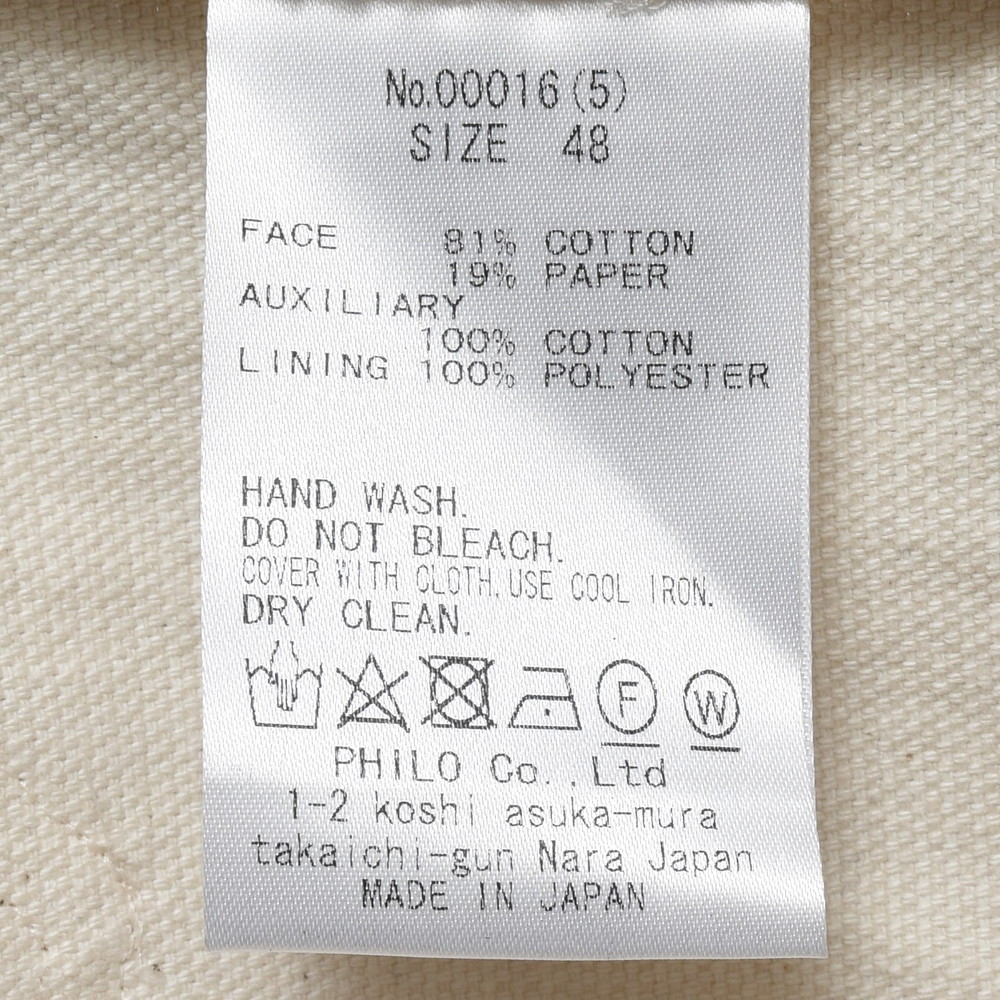 No.00016(5)
SIZE 48
FACE 81% COTTON
19% PAPER
AUXILIARY
100% COTTON
LINING 100% POLYESTER
HAND WASH.
DO NOT BLEACH.
COVER WITH CLOTH.USE COOL IRON.
DRY CLEAN.
F W
PHILO Co.,Ltd
1-2 koshi asuka-mura
takaichi-gun Nara Japan
MADE IN JAPAN